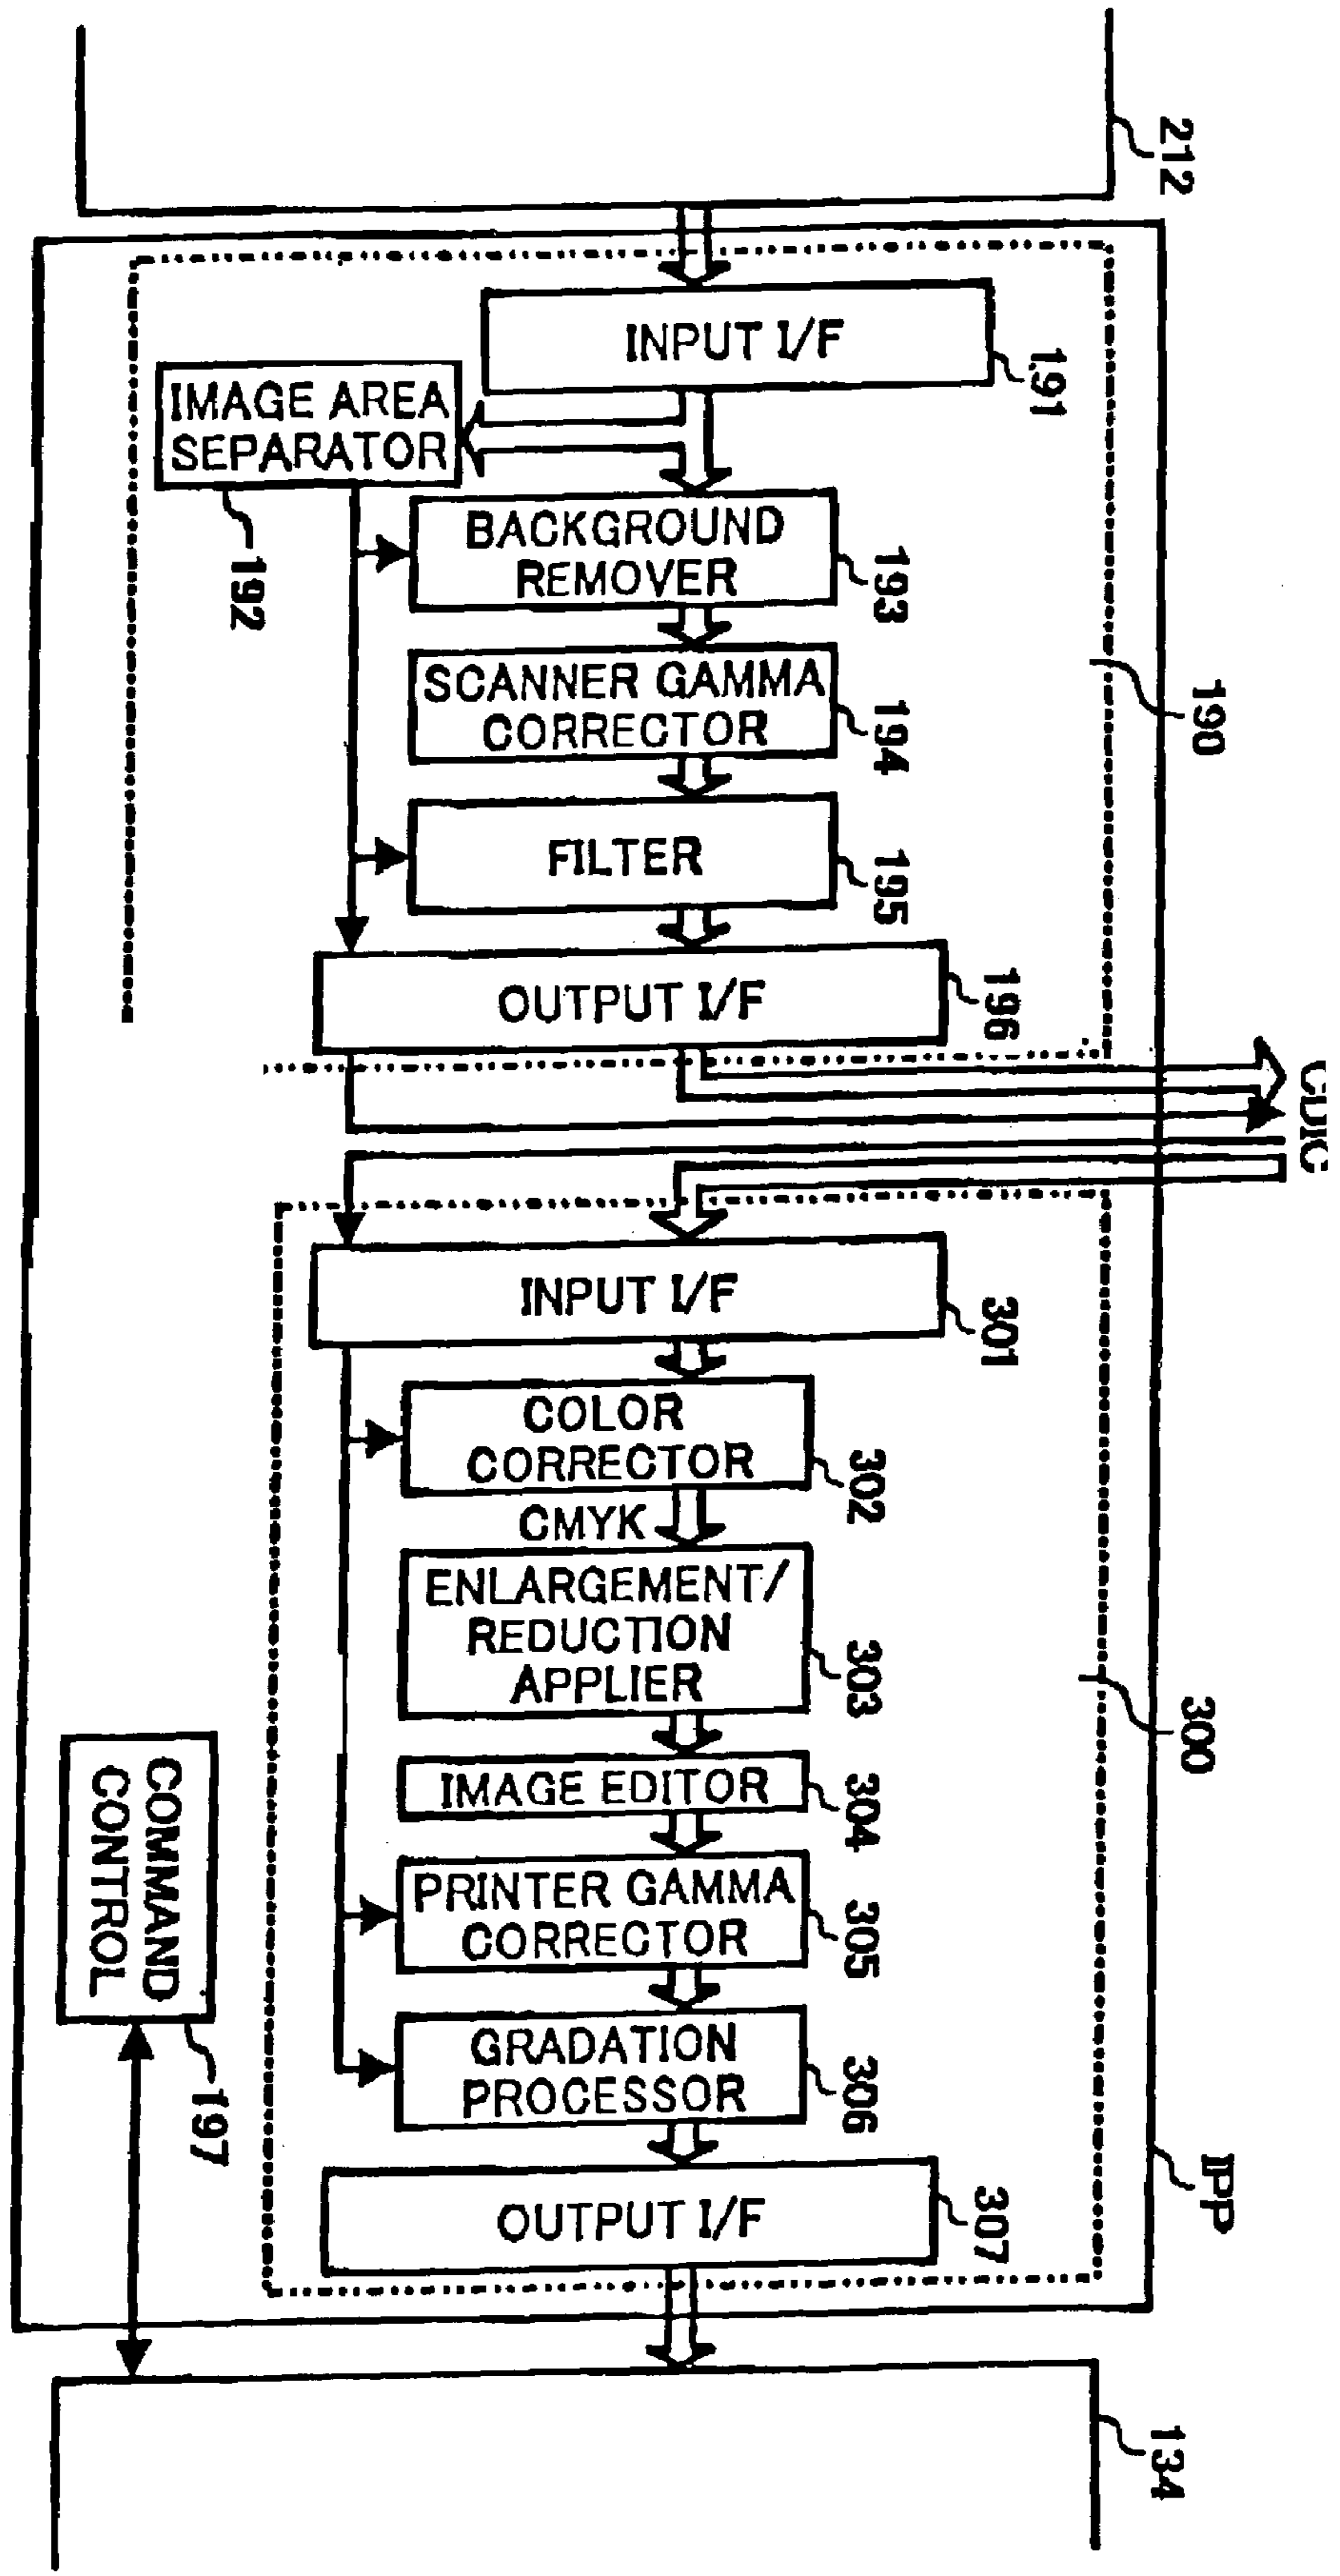 212
INPUT I/F
191
IMAGE AREA
SEPARATOR
192
BACKGROUND
REMOVER
193
190
SCANNER GAMMA
CORRECTOR
194
FILTER
195
OUTPUT I/F
196
CDIC
INPUT I/F
301
COLOR
CORRECTOR
302
CMYK
ENLARGEMENT/
REDUCTION
APPLIER
303
300
IMAGE EDITOR
304
PRINTER GAMMA
CORRECTOR
305
COMMAND
CONTROL
197
GRADATION
PROCESSOR
306
IPP
OUTPUT I/F
307
134